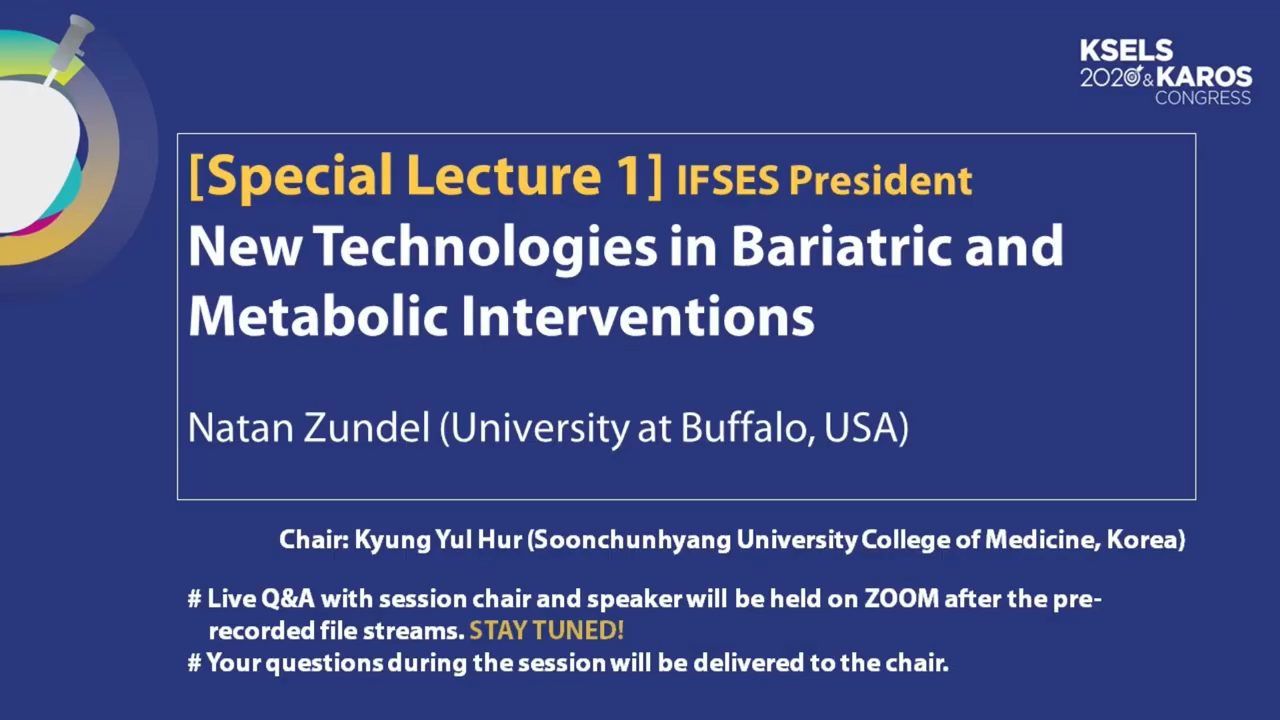 KSELS
2020 & KAROS
CONGRESS
[Special Lecture 1] IFSES President
New Technologies in Bariatric and
Metabolic Interventions
Natan Zundel (University at Buffalo, USA)
Chair: Kyung Yul Hur (Soonchunhyang University College of Medicine, Korea)
# Live Q&A with session chair and speaker will be held on ZOOM after the pre-
recorded file streams. STAY TUNED!
# Your questions during the session will be delivered to the chair.